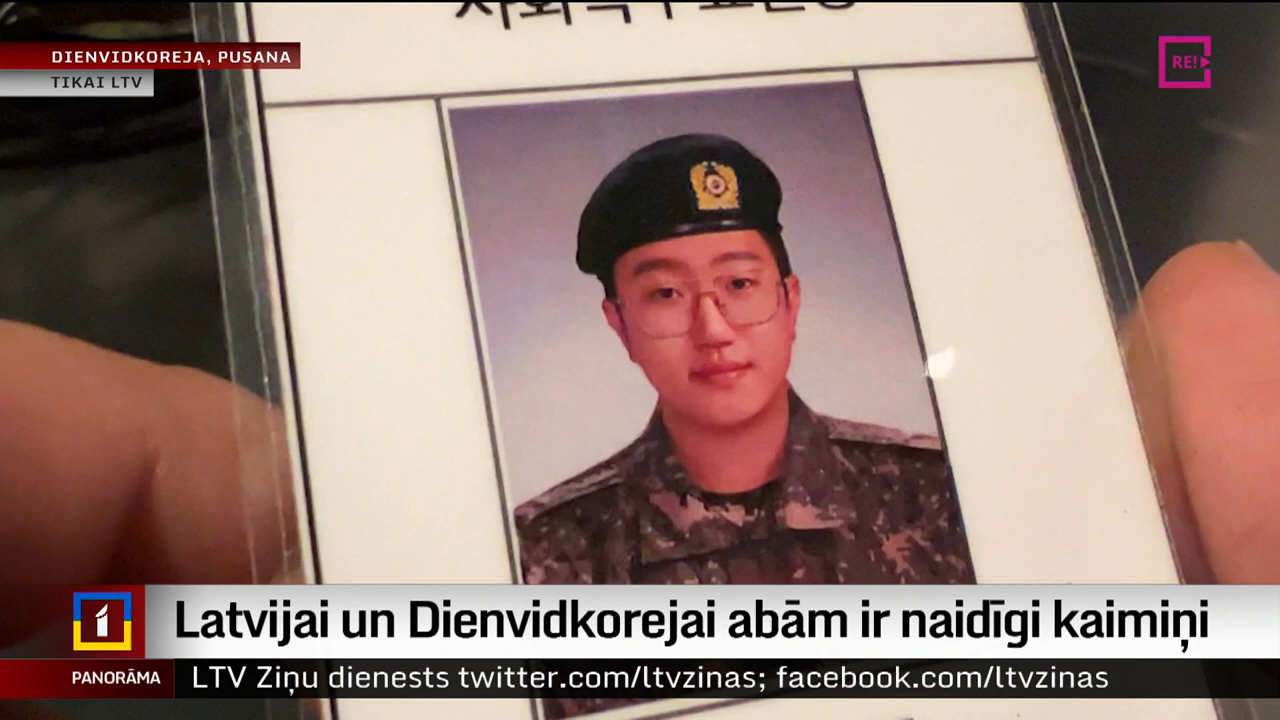 DIENVIDKOREJA, PUSANA
TIKAI LTV
RE!
1
Latvijai un Dienvidkorejai abām ir naidīgi kaimiņi
PANORĀMA
LTV Ziņu dienests twitter.com/ltvzinas; facebook.com/ltvzinas